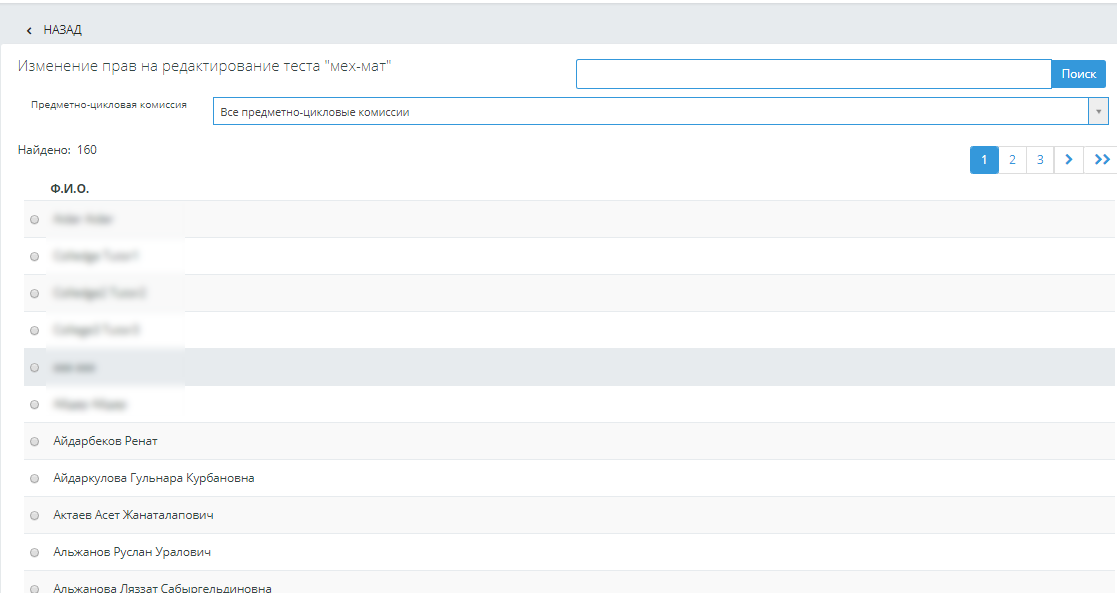 НАЗАД
Изменение прав на редактирование теста "мех-мат"
Поиск
Предметно-цикловая комиссия
Все предметно-цикловые комиссии
Найдено: 160
1 2 3
Ф.И.О.
Айдарбеков Ренат
Айдаркулова Гульнара Курбановна
Актаев Асет Жанаталапович
Альжанов Руслан Уралович
Альжанова Ляззат Сабыргельдиновна